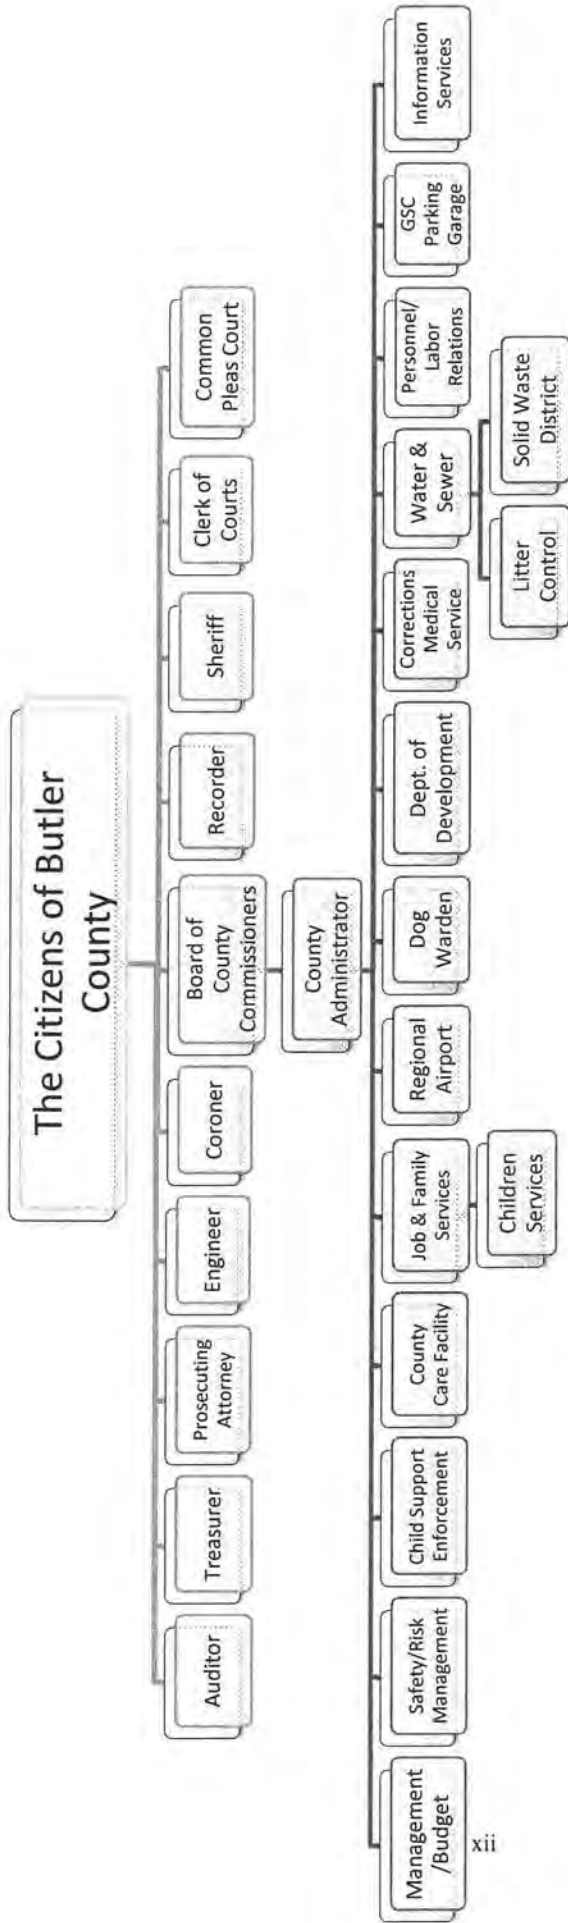 The Citizens of Butler
County
Auditor
Treasurer
Prosecuting
Attorney
Engineer
Coroner
Board of
County
Commissioners
Recorder
Sheriff
Clerk of
Courts
Common
Pleas Court
County
Administrator
Management
/Budget
Safety/Risk
Management
Child Support
Enforcement
County
Care Facility
Job & Family
Services
Regional
Airport
Dog
Warden
Dept. of
Development
Corrections
Medical
Service
Water &
Sewer
Personnel/
Labor
Relations
GSC
Parking
Garage
Information
Services
Children
Services
Litter
Control
Solid Waste
District
xii